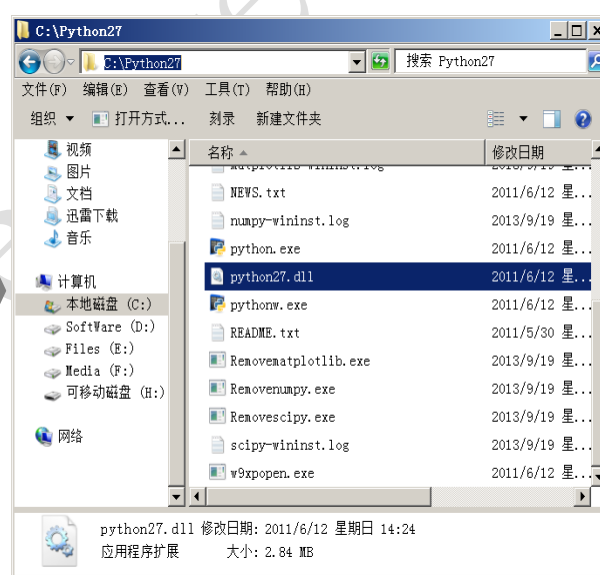 C:\Python27
C:\Python27
搜索 Python27
文件(F) 编辑(E) 查看(V) 工具(T) 帮助(H)
组织 打开方式... 刻录 新建文件夹
视频
图片
文档
迅雷下载
音乐
计算机
本地磁盘 (C:)
SoftWare (D:)
Files (E:)
Media (F:)
可移动磁盘 (H:)
网络
名称 修改日期
matplotlib-wininst.log 2013/9/19 星...
NEWS.txt 2011/6/12 星...
numpy-wininst.log 2013/9/19 星...
python.exe 2011/6/12 星...
python27.dll 2011/6/12 星...
pythonw.exe 2011/6/12 星...
README.txt 2011/5/30 星...
Removematplotlib.exe 2013/9/19 星...
Removenumpy.exe 2013/9/19 星...
Removescipy.exe 2013/9/19 星...
scipy-wininst.log 2013/9/19 星...
w9xpopen.exe 2011/6/12 星...
python27.dll 修改日期: 2011/6/12 星期日 14:24
应用程序扩展 大小: 2.84 MB